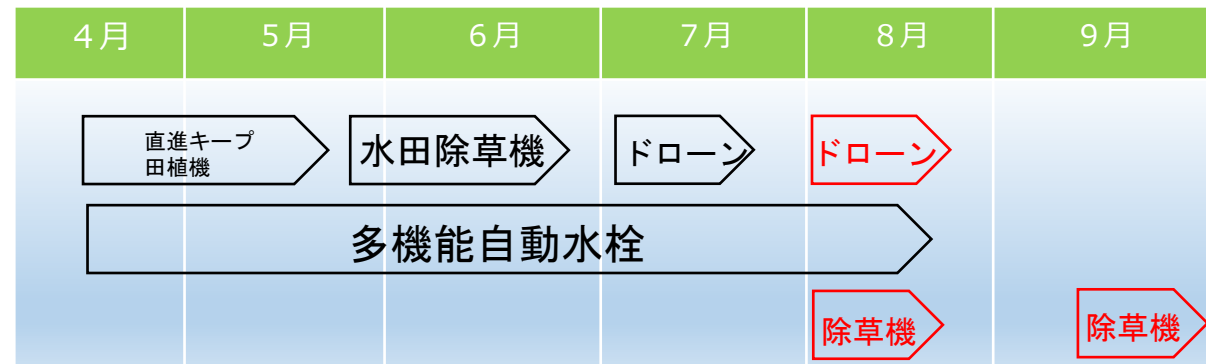 ４月 ５月 ６月 ７月 ８月 ９月
直進キープ
田植機
水田除草機
ドローン
ドローン
多機能自動水栓
除草機
除草機